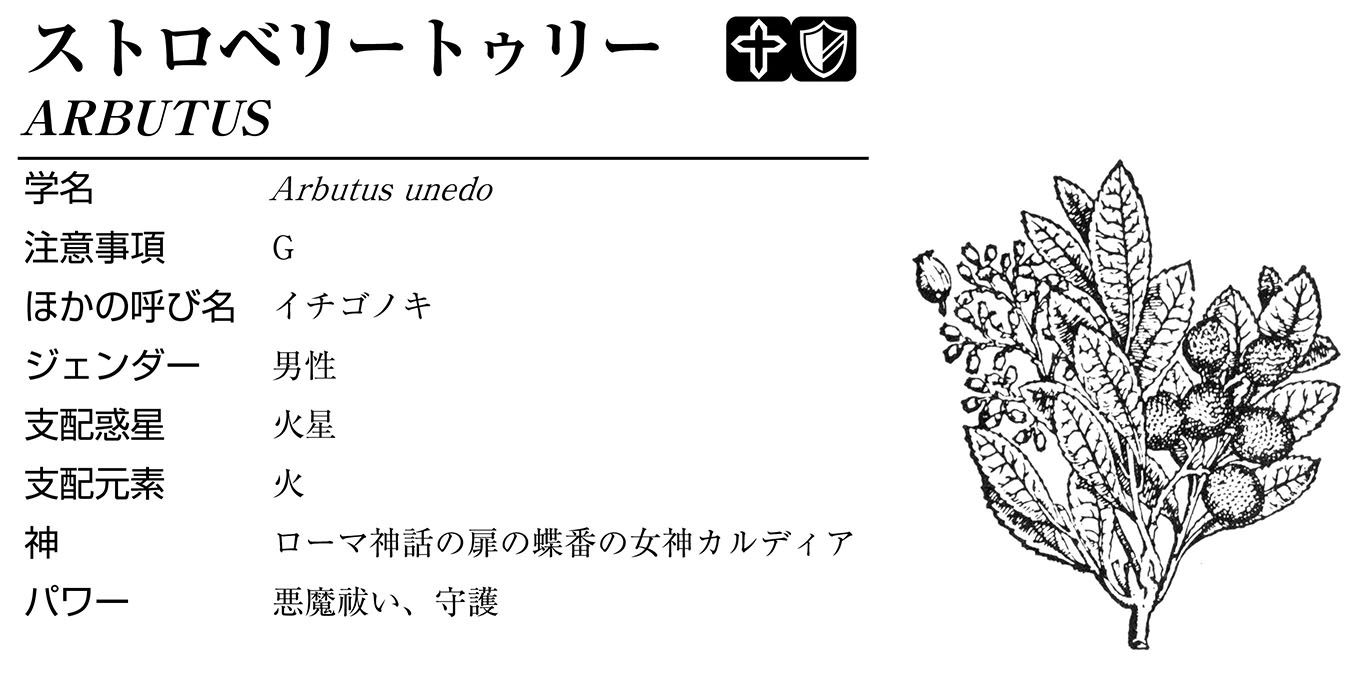 ストロベリートゥリー
ARBUTUS
学名 Arbutus unedo
注意事項 G
ほかの呼び名 イチゴノキ
ジェンダー 男性
支配惑星 火星
支配元素 火
神 ローマ神話の扉の蝶番の女神カルディア
パワー 悪魔祓い、守護